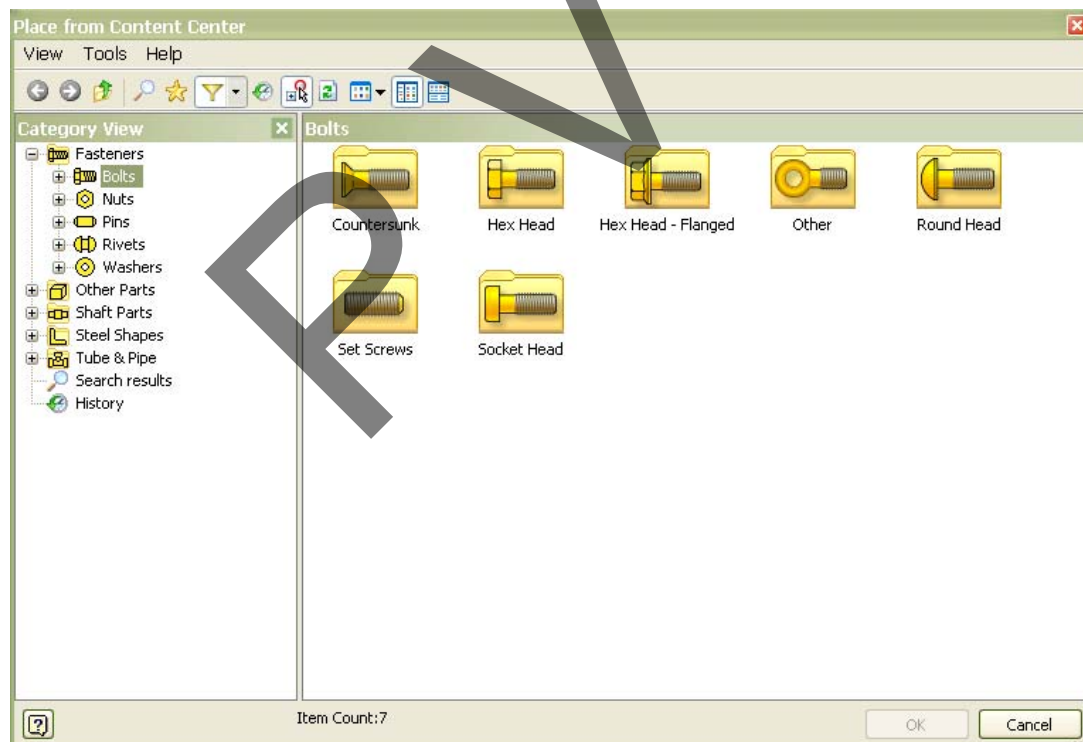 Place from Content Center
View Tools Help
Category View
Fasteners
Bolts
Nuts
Pins
Rivets
Washers
Other Parts
Shaft Parts
Steel Shapes
Tube & Pipe
Search results
History
Bolts
Countersunk Hex Head Hex Head - Flanged Other Round Head
Set Screws Socket Head
Item Count:7
OK Cancel
P V